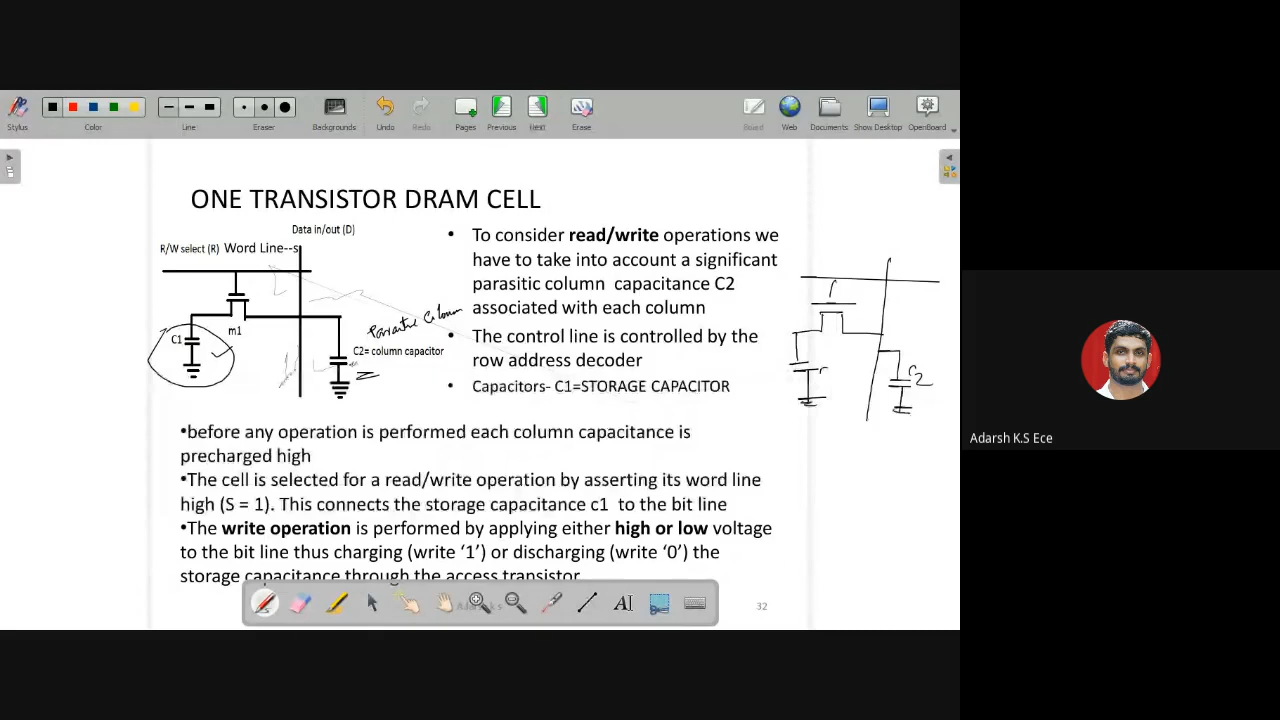 Stylus
Color
Line
Eraser
Backgrounds
Undo
Redo
Pages
Previous
Next
Erase
Board
Web
Documents
Show Desktop
OpenBoard
ONE TRANSISTOR DRAM CELL
Data in/out (D)
R/W select (R) Word Line--s
m1
C1
C2= column capacitor
• To consider read/write operations we
have to take into account a significant
parasitic column capacitance C2
associated with each column
• The control line is controlled by the
row address decoder
• Capacitors- C1=STORAGE CAPACITOR
•before any operation is performed each column capacitance is
precharged high
•The cell is selected for a read/write operation by asserting its word line
high (S = 1). This connects the storage capacitance c1 to the bit line
•The write operation is performed by applying either high or low voltage
to the bit line thus charging (write ‘1’) or discharging (write ‘0’) the
storage capacitance through the access transistor
32
Adarsh K.S Ece